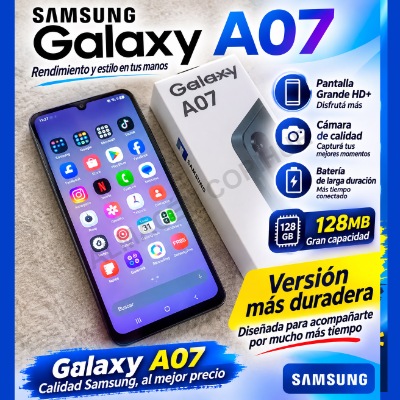 SAMSUNG
Galaxy A07
Rendimiento y estilo en tus manos
Galaxy
A07
SAMSUNG
Pantalla
Grande HD+
Disfrutá más
Cámara
de calidad
Capturá tus
mejores momentos
Batería
de larga duración
Más tiempo
conectado
128
GB
128MB
Gran capacidad
Buscar
Versión
más duradera
Diseñada para acompañarte
por mucho más tiempo
Galaxy A07
Calidad Samsung, al mejor precio
SAMSUNG